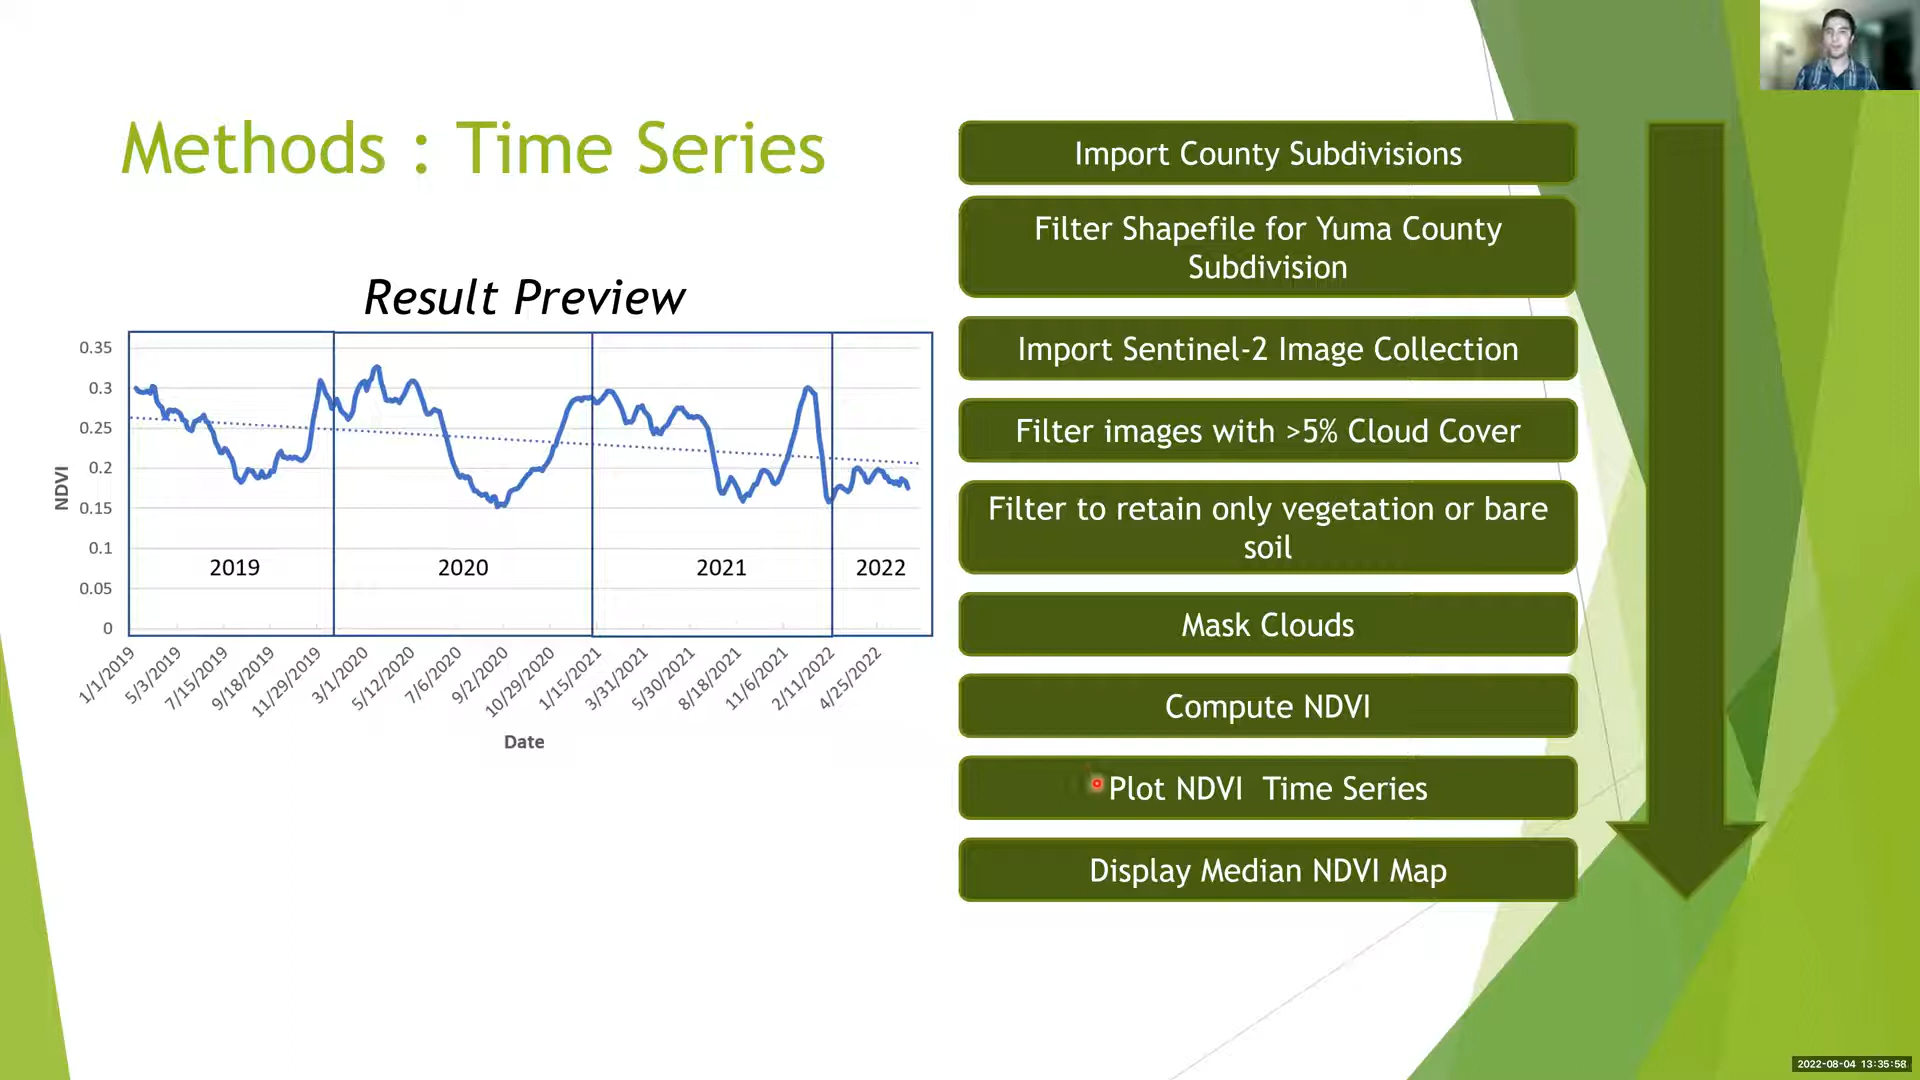 Methods : Time Series
Result Preview
0.35
0.3
0.25
0.2
0.15
0.1
0.05
0
NDVI
2019
2020
2021
2022
1/1/2019
5/3/2019
7/15/2019
9/18/2019
11/29/2019
3/1/2020
5/12/2020
7/6/2020
9/2/2020
10/29/2020
1/15/2021
3/31/2021
5/30/2021
8/18/2021
11/6/2021
2/11/2022
4/25/2022
Date
Import County Subdivisions
Filter Shapefile for Yuma County
Subdivision
Import Sentinel-2 Image Collection
Filter images with >5% Cloud Cover
Filter to retain only vegetation or bare
soil
Mask Clouds
Compute NDVI
Plot NDVI  Time Series
Display Median NDVI Map
2022-08-04 13:35:58